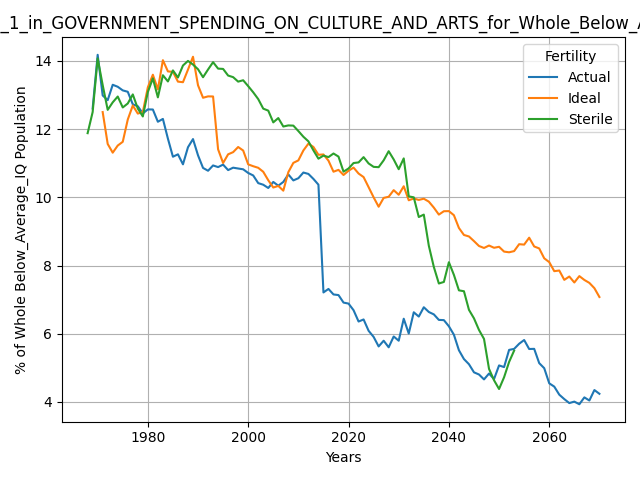 _1_in_GOVERNMENT_SPENDING_ON_CULTURE_AND_ARTS_for_Whole_Below_
Fertility
Actual
Ideal
Sterile
% of Whole Below_Average_IQ Population
14
12
10
8
6
4
1980 2000 2020 2040 2060
Years